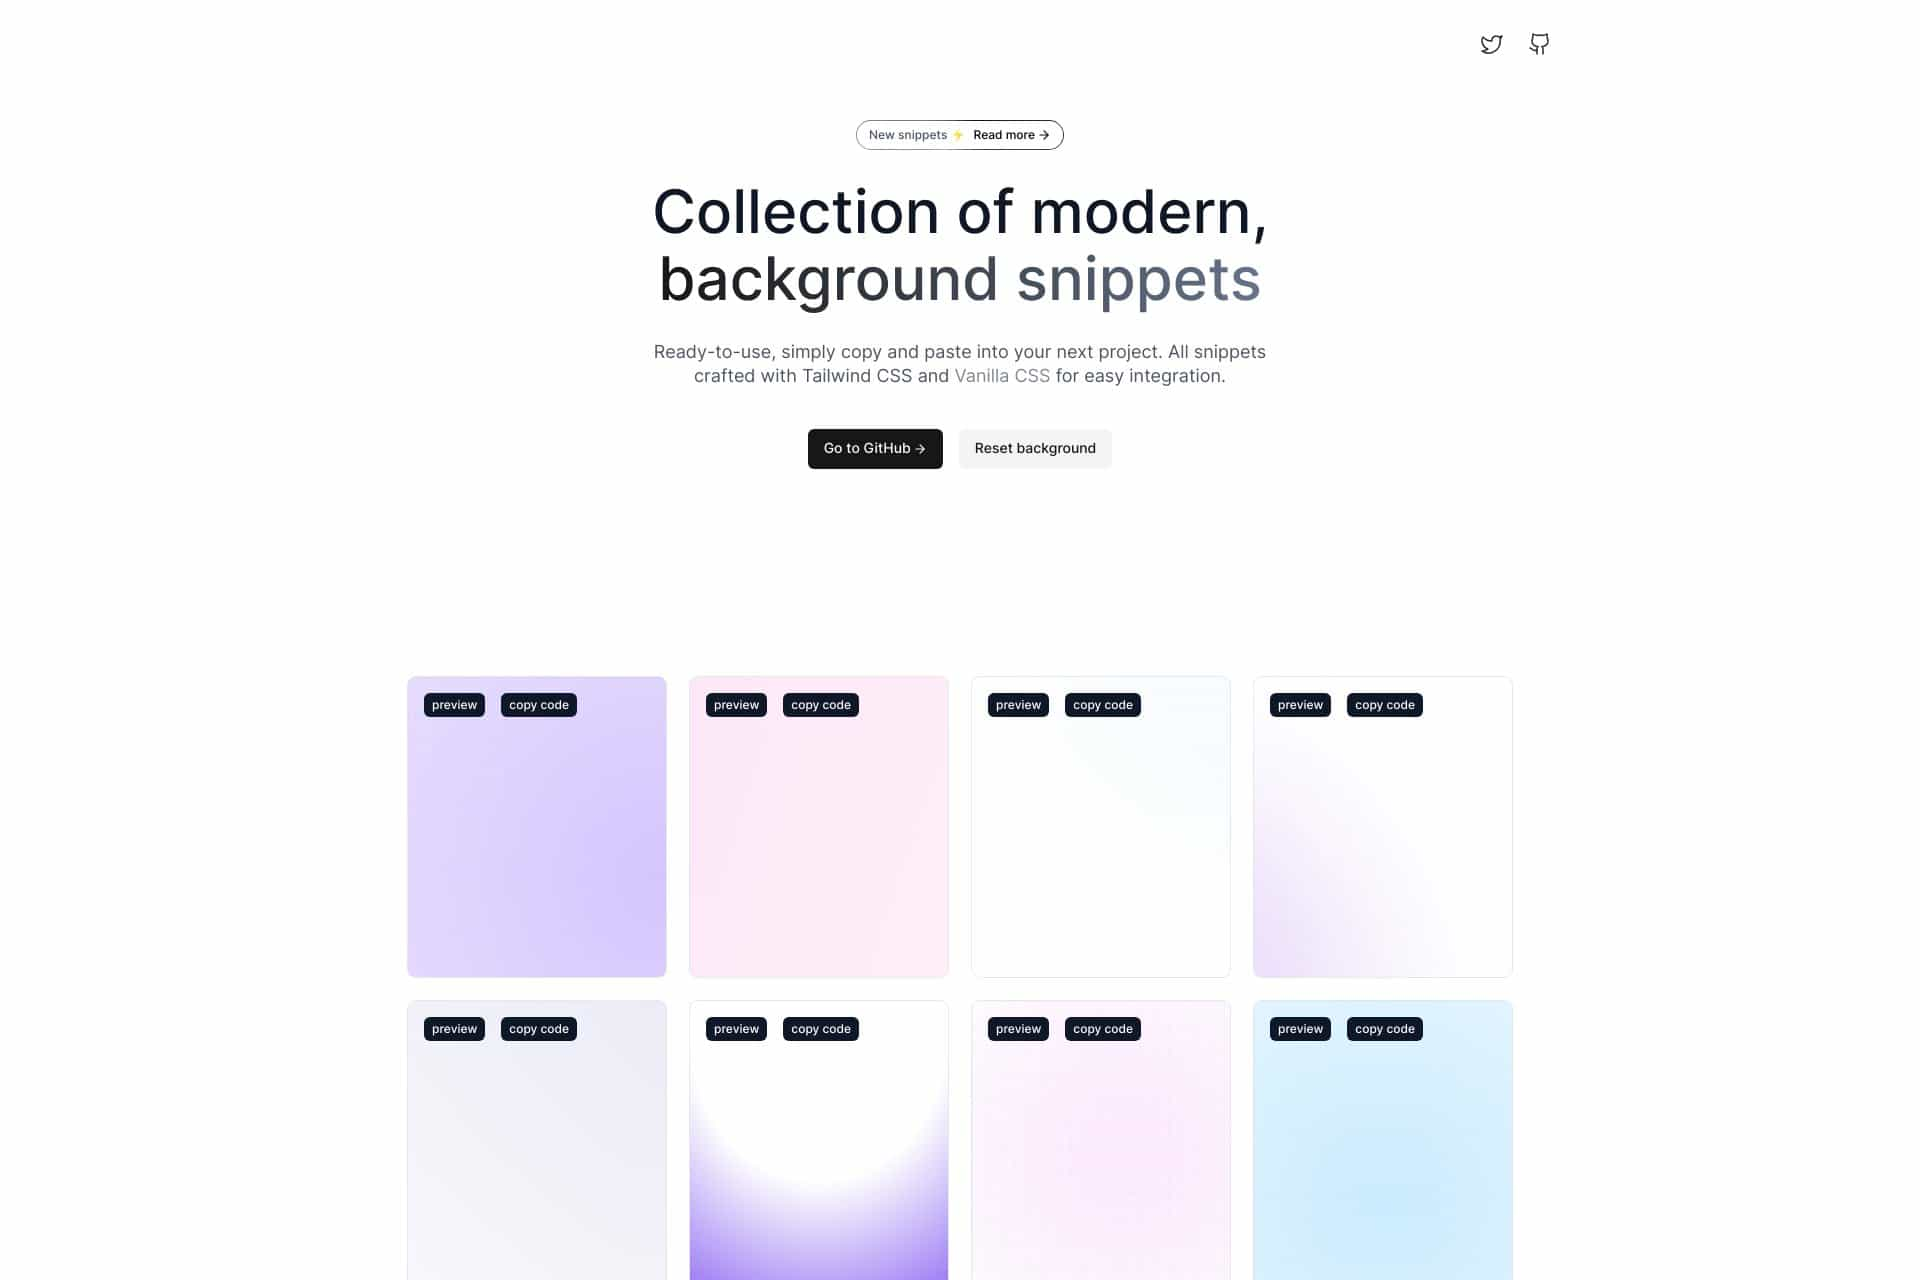 New snippets ⚡ Read more →
Collection of modern,
background snippets
Ready-to-use, simply copy and paste into your next project. All snippets
crafted with Tailwind CSS and Vanilla CSS for easy integration.
Go to GitHub →
Reset background
preview copy code
preview copy code
preview copy code
preview copy code
preview copy code
preview copy code
preview copy code
preview copy code